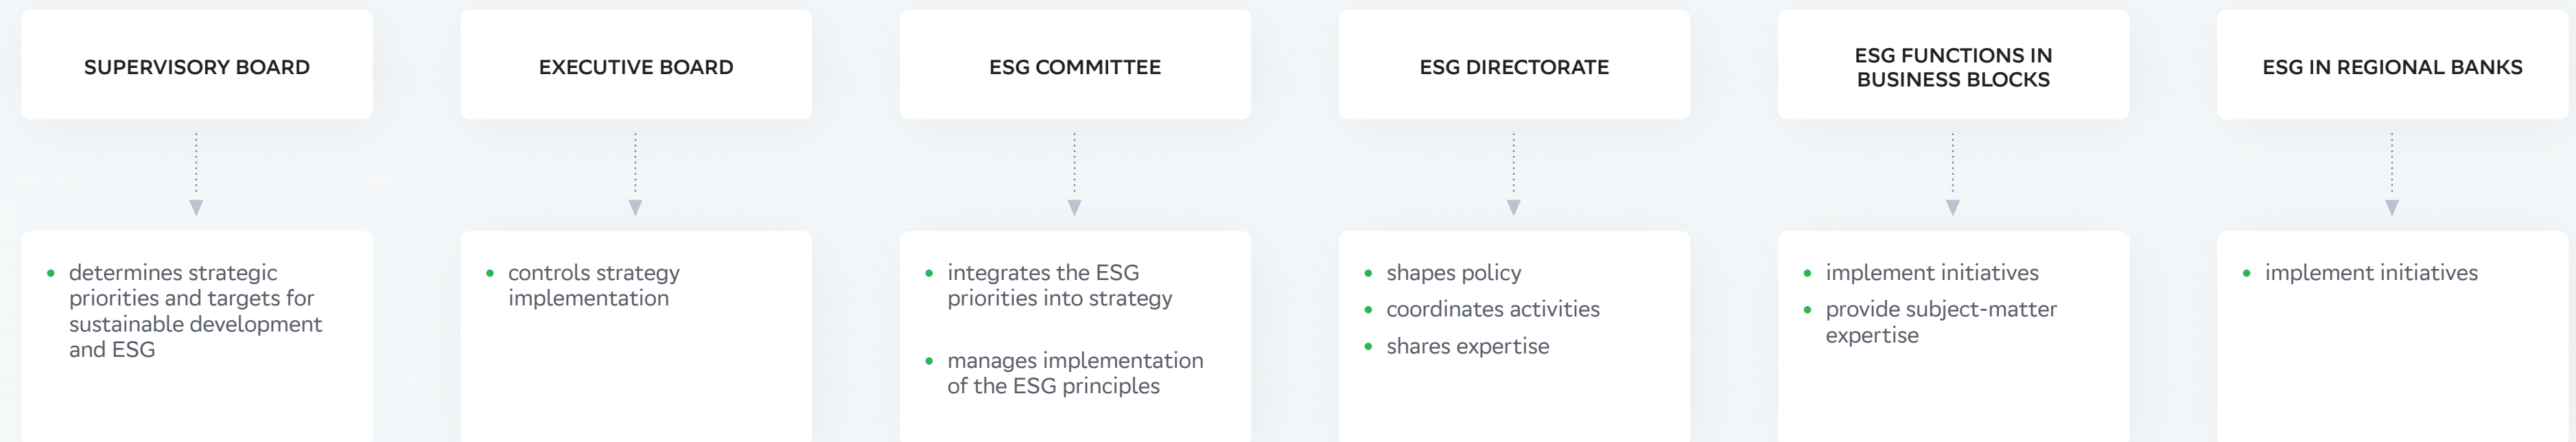 SUPERVISORY BOARD
determines strategic
priorities and targets for
sustainable development
and ESG
EXECUTIVE BOARD
controls strategy
implementation
ESG COMMITTEE
integrates the ESG
priorities into strategy
manages implementation
of the ESG principles
ESG DIRECTORATE
shapes policy
coordinates activities
shares expertise
ESG FUNCTIONS IN
BUSINESS BLOCKS
implement initiatives
provide subject-matter
expertise
ESG IN REGIONAL BANKS
implement initiatives